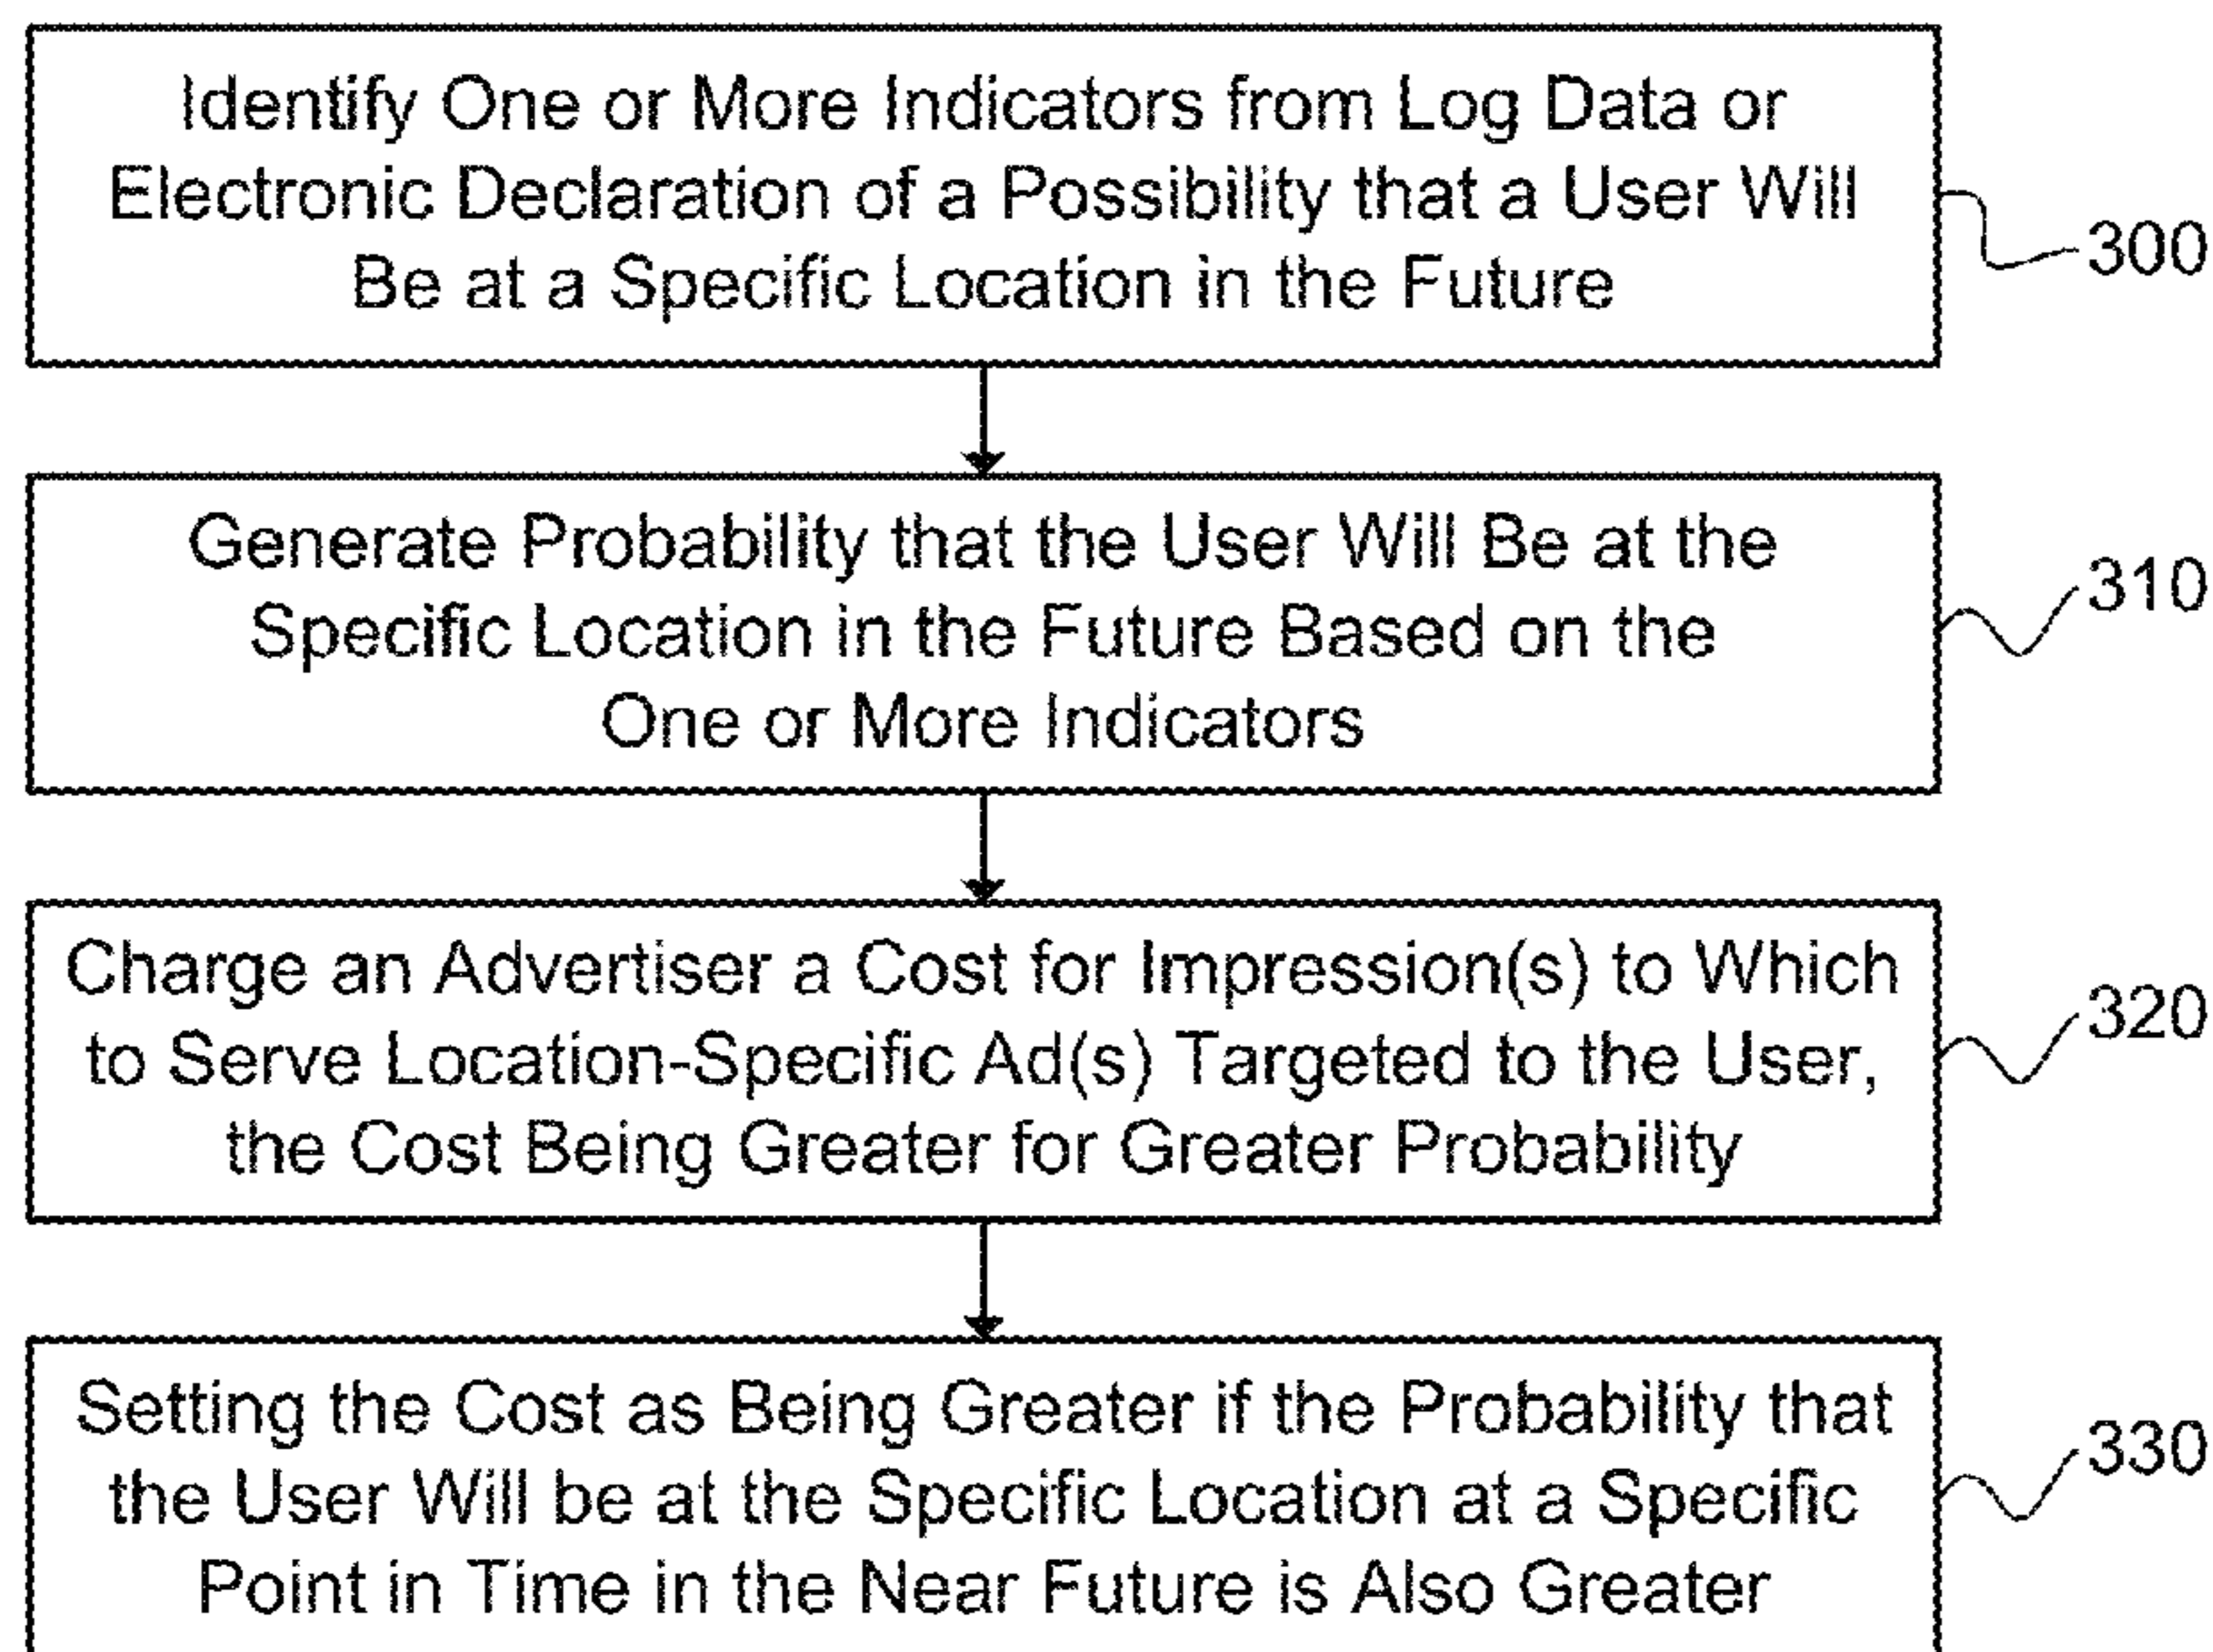 Identify One or More Indicators from Log Data or
Electronic Declaration of a Possibility that a User Will
Be at a Specific Location in the Future
300
Generate Probability that the User Will Be at the
Specific Location in the Future Based on the
One or More Indicators
310
Charge an Advertiser a Cost for Impression(s) to Which
to Serve Location-Specific Ad(s) Targeted to the User,
the Cost Being Greater for Greater Probability
320
Setting the Cost as Being Greater if the Probability that
the User Will be at the Specific Location at a Specific
Point in Time in the Near Future is Also Greater
330